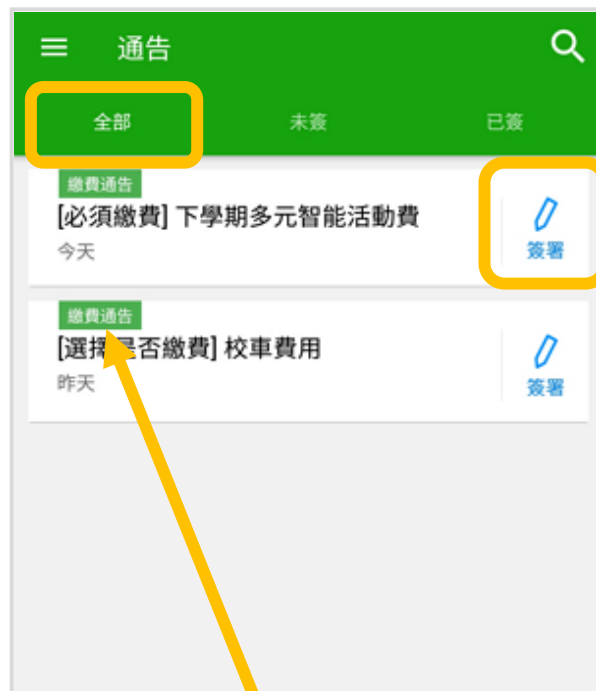 通告
全部 未簽 已簽
繳費通告
[必須繳費] 下學期多元智能活動費
今天
簽署
繳費通告
[選擇是否繳費] 校車費用
昨天
簽署